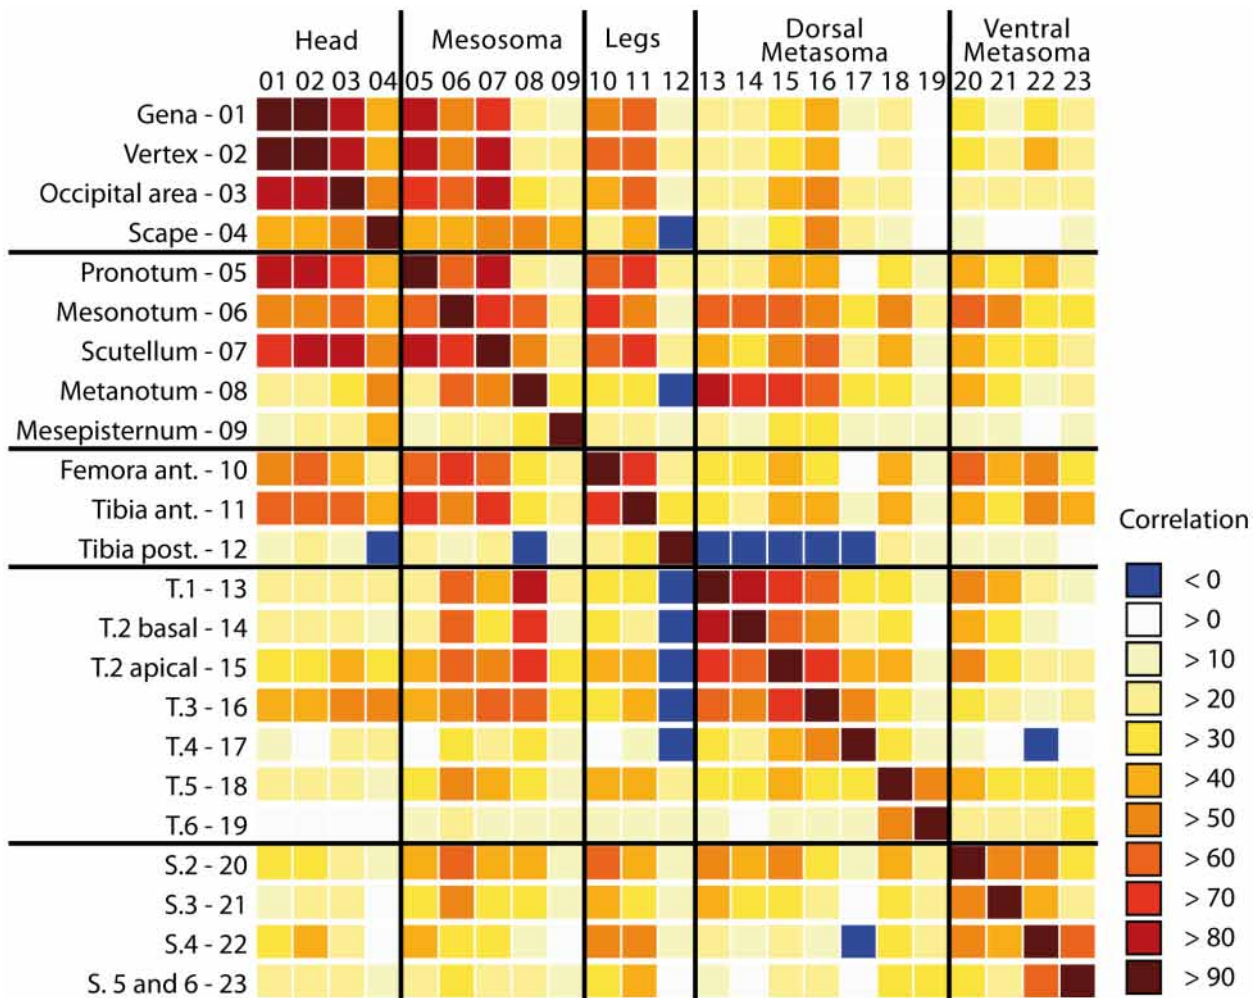 Head Mesosoma Legs Dorsal Metasoma Ventral Metasoma
01 02 03 04 05 06 07 08 09 10 11 12 13 14 15 16 17 18 19 20 21 22 23
Gena - 01
Vertex - 02
Occipital area - 03
Scape - 04
Pronotum - 05
Mesonotum - 06
Scutellum - 07
Metanotum - 08
Mesepisternum - 09
Femora ant. - 10
Tibia ant. - 11
Tibia post. - 12
T.1 - 13
T.2 basal - 14
T.2 apical - 15
T.3 - 16
T.4 - 17
T.5 - 18
T.6 - 19
S.2 - 20
S.3 - 21
S.4 - 22
S. 5 and 6 - 23
Correlation
< 0
> 0
> 10
> 20
> 30
> 40
> 50
> 60
> 70
> 80
> 90